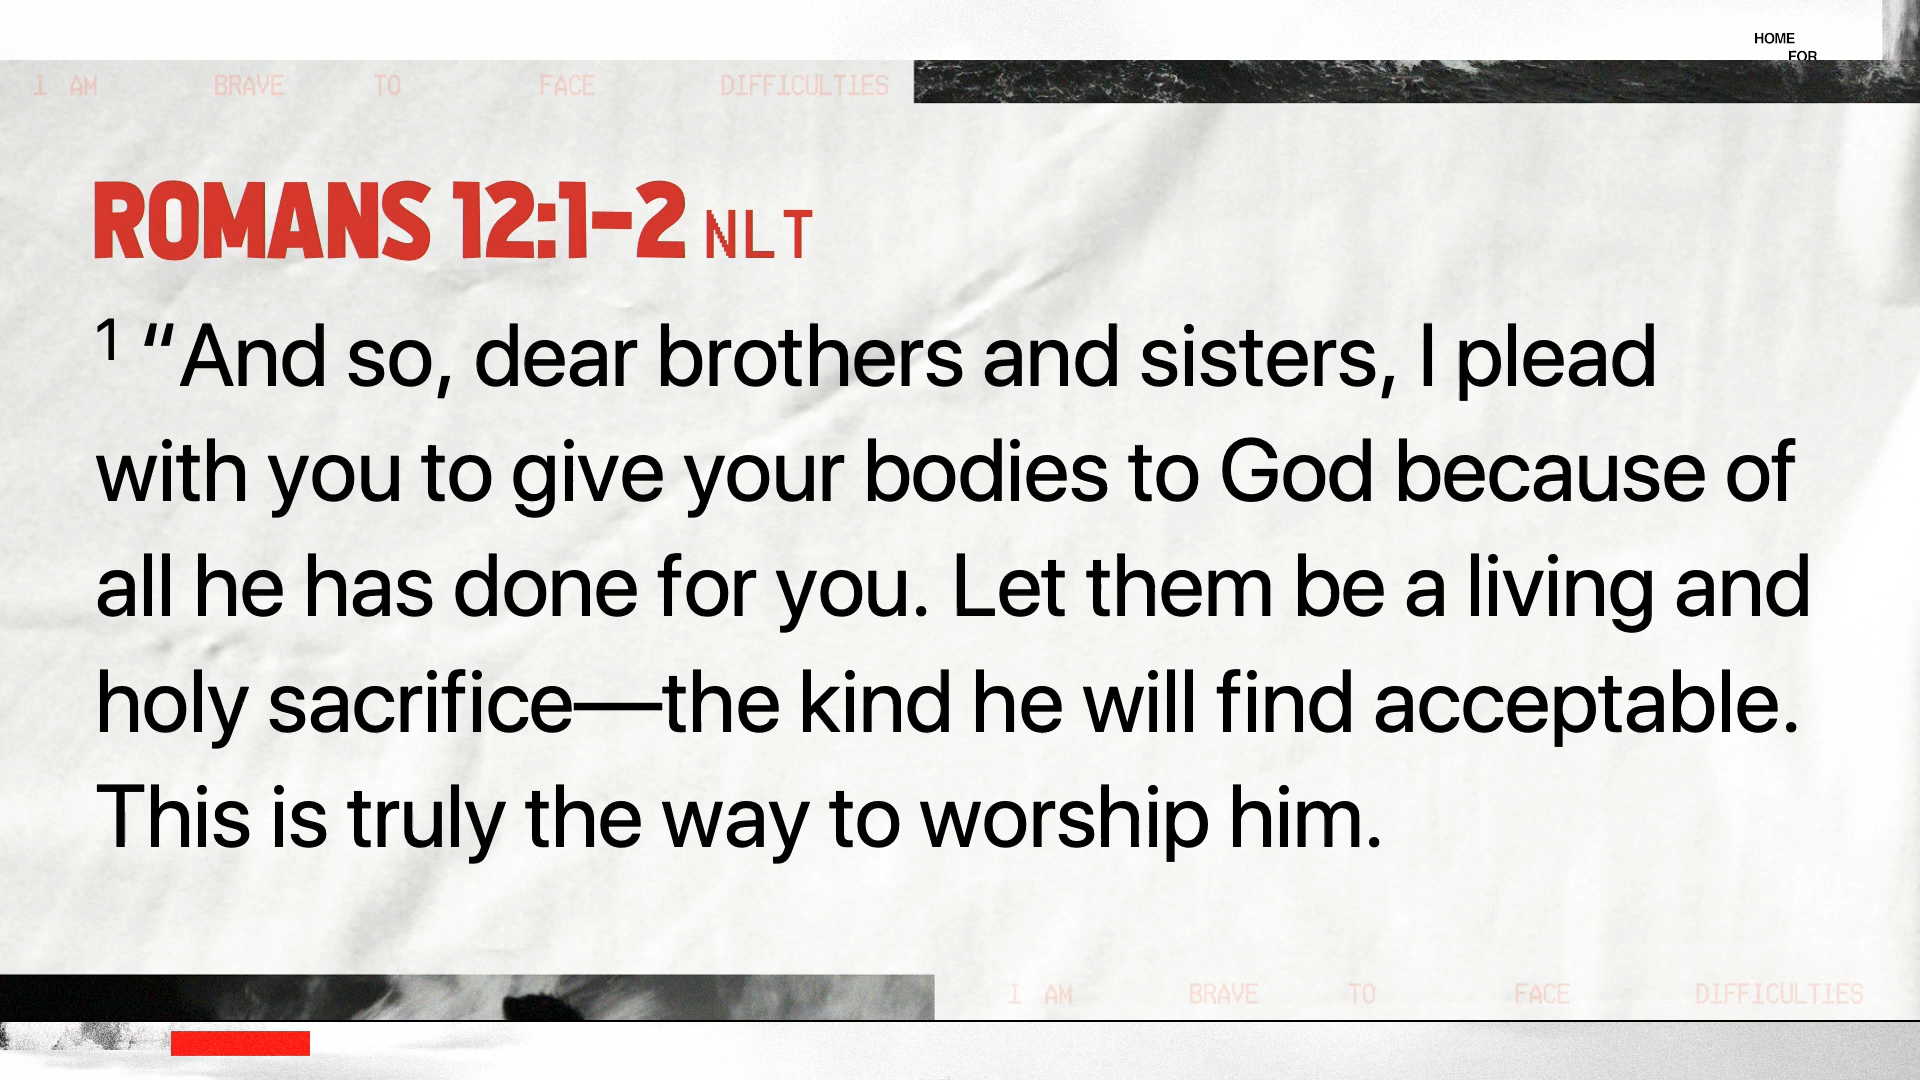 HOME
FOR
I AM BRAVE TO FACE DIFFICULTIES
ROMANS 12:1-2 NLT
1 “And so, dear brothers and sisters, I plead
with you to give your bodies to God because of
all he has done for you. Let them be a living and
holy sacrifice—the kind he will find acceptable.
This is truly the way to worship him.
I AM BRAVE TO FACE DIFFICULTIES